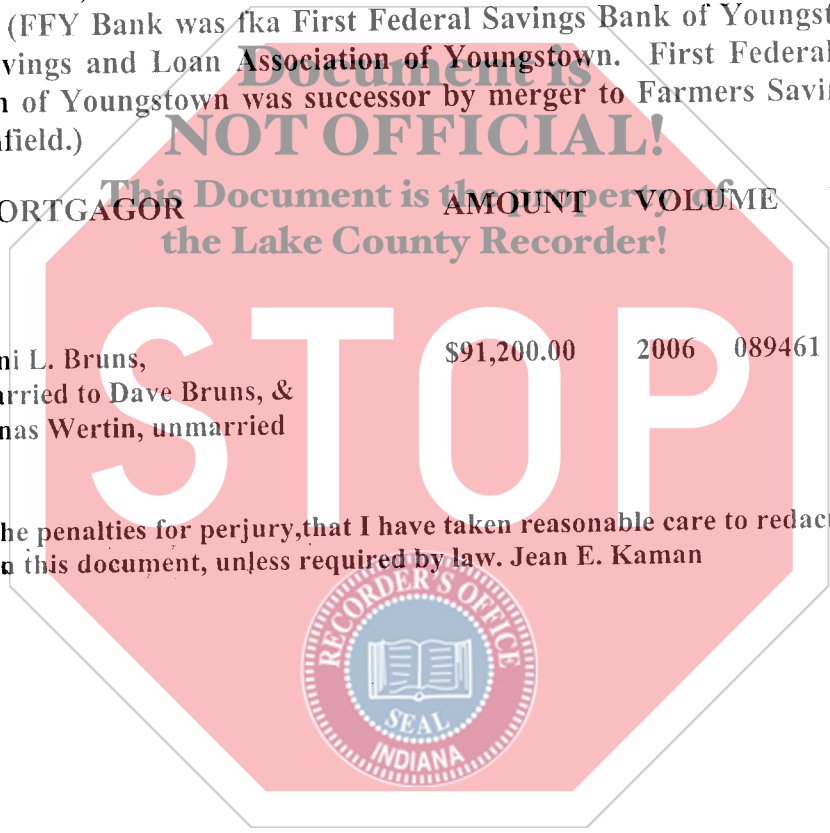 (FFY Bank was fka First Federal Savings Bank of Youngst
vings and Loan Association of Youngstown. First Federal
n of Youngstown was successor by merger to Farmers Savi
field.)
Document is
NOT OFFICIAL!
This Document is the property of
the Lake County Recorder!
ORTGAGOR AMOUNT VOLUME
STOP
ni L. Bruns, $91,200.00 2006 089461
arried to Dave Bruns, &
nas Wertin, unmarried
he penalties for perjury,that I have taken reasonable care to redact
n this document, unless required by law. Jean E. Kaman
RECORDER'S OFFICE
SEAL
INDIANA